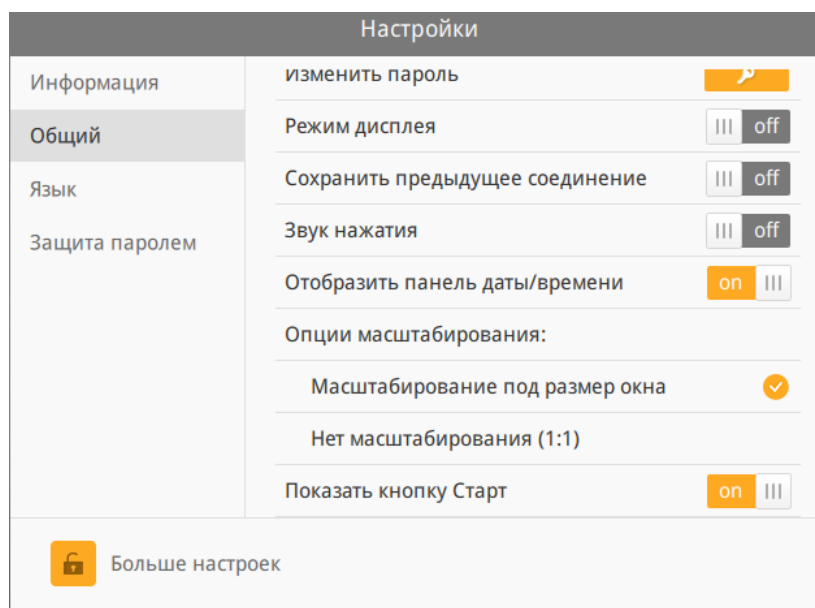 Настройки
Информация
Общий
Язык
Защита паролем
Изменить пароль
Режим дисплея off
Сохранить предыдущее соединение off
Звук нажатия off
Отобразить панель даты/времени on
Опции масштабирования:
Масштабирование под размер окна
Нет масштабирования (1:1)
Показать кнопку Старт on
Больше настроек